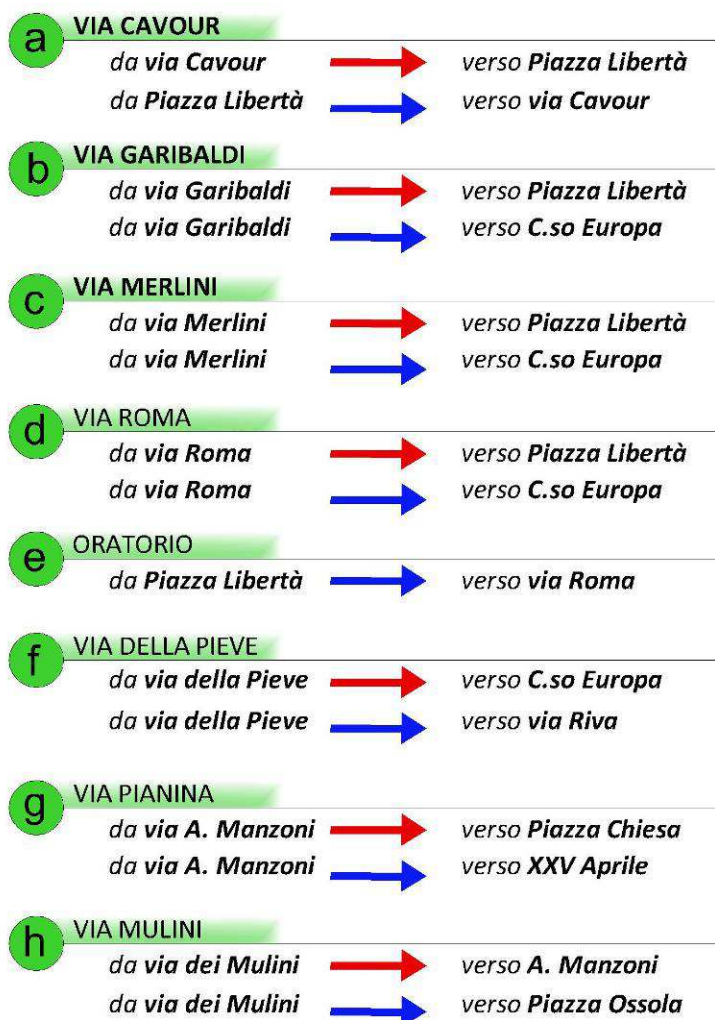 a VIA CAVOUR
da via Cavour verso Piazza Libertà
da Piazza Libertà verso via Cavour
b VIA GARIBALDI
da via Garibaldi verso Piazza Libertà
da via Garibaldi verso C.so Europa
c VIA MERLINI
da via Merlini verso Piazza Libertà
da via Merlini verso C.so Europa
d VIA ROMA
da via Roma verso Piazza Libertà
da via Roma verso C.so Europa
e ORATORIO
da Piazza Libertà verso via Roma
f VIA DELLA PIEVE
da via della Pieve verso C.so Europa
da via della Pieve verso via Riva
g VIA PIANINA
da via A. Manzoni verso Piazza Chiesa
da via A. Manzoni verso XXV Aprile
h VIA MULINI
da via dei Mulini verso A. Manzoni
da via dei Mulini verso Piazza Ossola